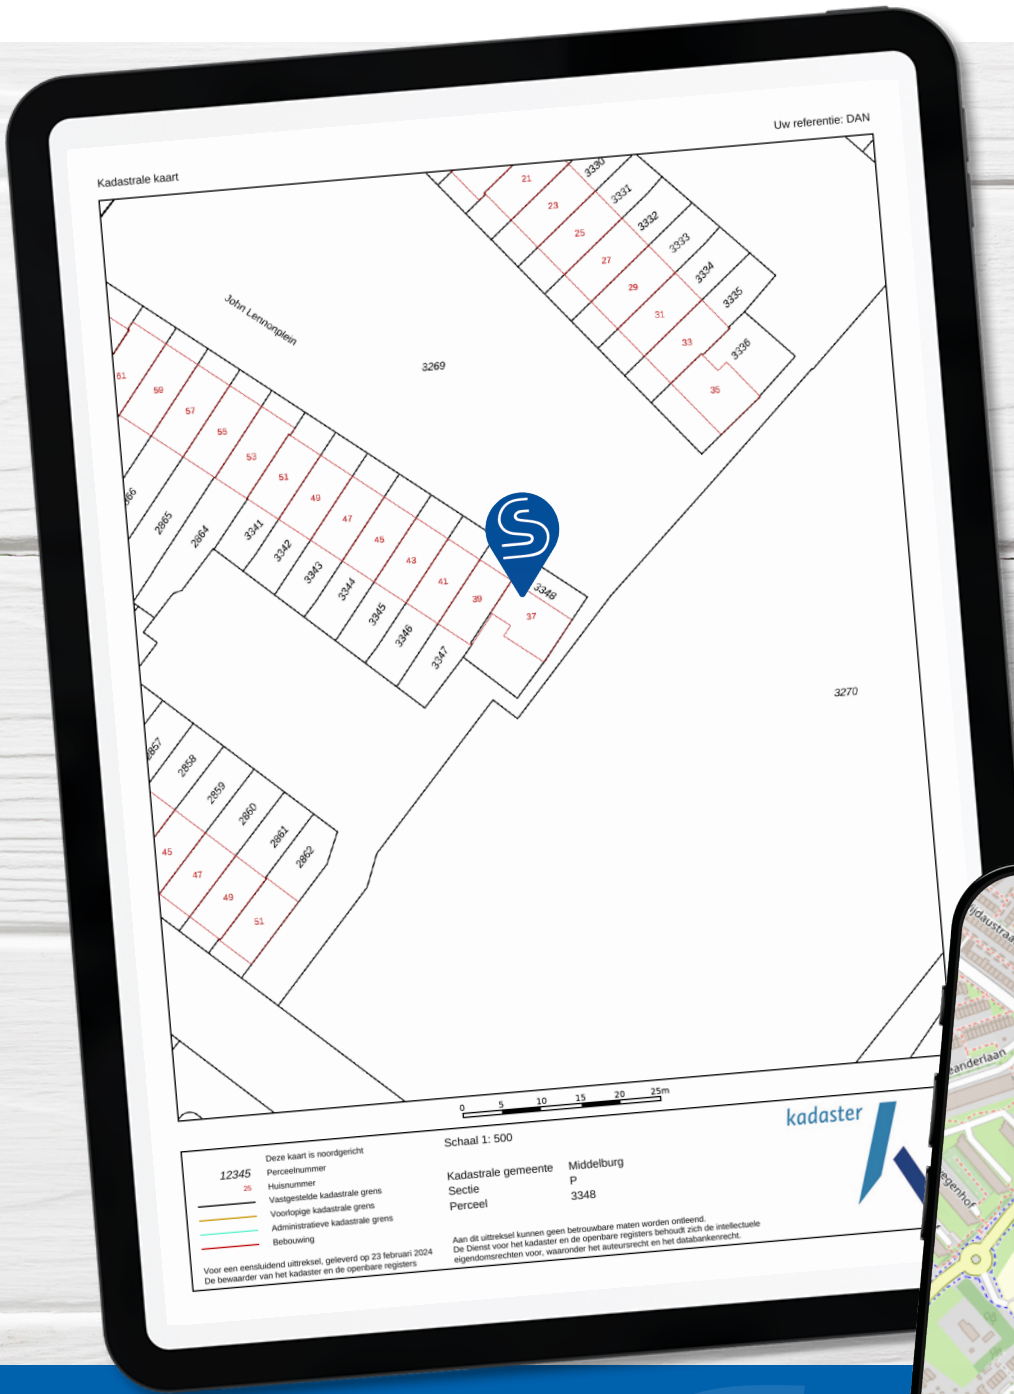 Uw referentie: DAN
Kadastrale kaart
21
3330
23
3331
25
3332
27
3333
29
3334
31
3335
33
3336
35
John Lennonplein
3269
61
59
57
55
53
51
49
47
45
43
41
39
3348
37
2865
2864
3341
3342
3343
3344
3345
3346
3347
3270
2857
2858
2859
2860
2861
2862
45
47
49
51
0 5 10 15 20 25m
Schaal 1: 500
12345
25
Deze kaart is noordgericht
Perceelnummer
Huisnummer
Vastgestelde kadastrale grens
Voorlopige kadastrale grens
Administratieve kadastrale grens
Bebouwing
Kadastrale gemeente Middelburg
Sectie P
Perceel 3348
kadaster
Voor een eensluidend uittreksel, geleverd op 23 februari 2024
De bewaarder van het kadaster en de openbare registers
Aan dit uittreksel kunnen geen betrouwbare maten worden ontleend.
De Dienst voor het kadaster en de openbare registers behoudt zich de intellectuele
eigendomsrechten voor, waaronder het auteursrecht en het databankenrecht.